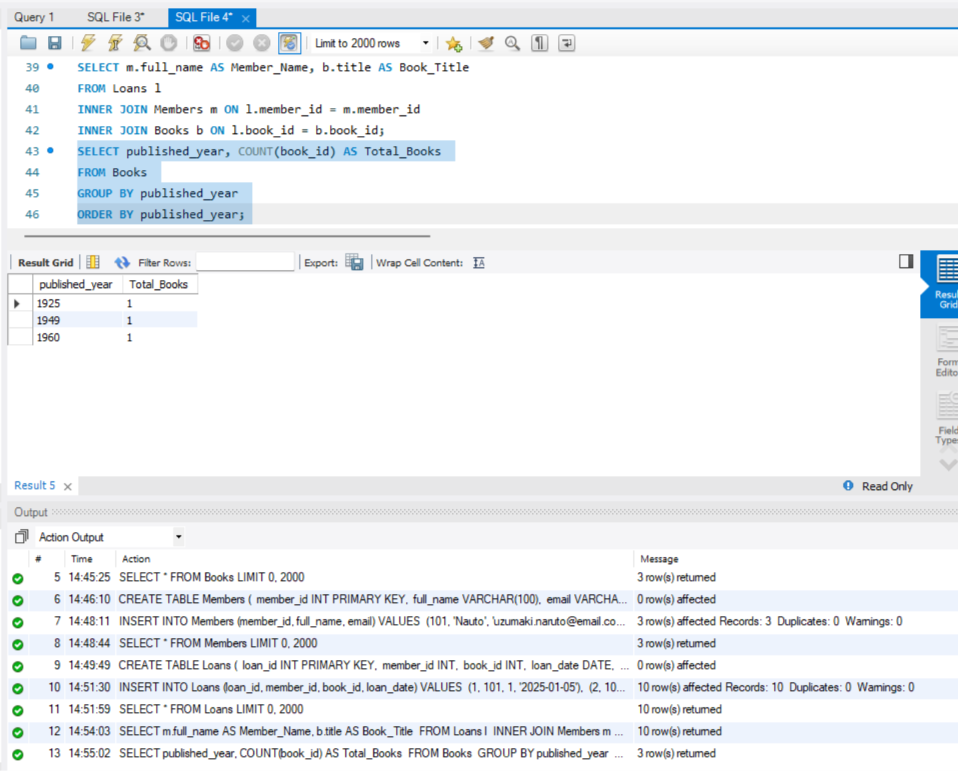 Query 1 SQL File 3* SQL File 4* ×
Limit to 2000 rows
39 SELECT m.full_name AS Member_Name, b.title AS Book_Title
40 FROM Loans l
41 INNER JOIN Members m ON l.member_id = m.member_id
42 INNER JOIN Books b ON l.book_id = b.book_id;
43 SELECT published_year, COUNT(book_id) AS Total_Books
44 FROM Books
45 GROUP BY published_year
46 ORDER BY published_year;
Result Grid Filter Rows: Export: Wrap Cell Content: IA
published_year Total_Books
1925 1
1949 1
1960 1
Resul
Grid
Form
Edito
Field
Type
Result 5 × Read Only
Output
Action Output
# Time Action Message
5 14:45:25 SELECT * FROM Books LIMIT 0, 2000 3 row(s) returned
6 14:46:10 CREATE TABLE Members ( member_id INT PRIMARY KEY, full_name VARCHAR(100), email VARCHA... 0 row(s) affected
7 14:48:11 INSERT INTO Members (member_id, full_name, email) VALUES (101, 'Nauto', 'uzumaki.naruto@email.co... 3 row(s) affected Records: 3 Duplicates: 0 Warnings: 0
8 14:48:44 SELECT * FROM Members LIMIT 0, 2000 3 row(s) returned
9 14:49:49 CREATE TABLE Loans ( loan_id INT PRIMARY KEY, member_id INT, book_id INT, loan_date DATE, ... 0 row(s) affected
10 14:51:30 INSERT INTO Loans (loan_id, member_id, book_id, loan_date) VALUES (1, 101, 1, '2025-01-05'), (2, 10... 10 row(s) affected Records: 10 Duplicates: 0 Warnings: 0
11 14:51:59 SELECT * FROM Loans LIMIT 0, 2000 10 row(s) returned
12 14:54:03 SELECT m.full_name AS Member_Name, b.title AS Book_Title FROM Loans l INNER JOIN Members m ... 10 row(s) returned
13 14:55:02 SELECT published_year, COUNT(book_id) AS Total_Books FROM Books GROUP BY published_year ... 3 row(s) returned